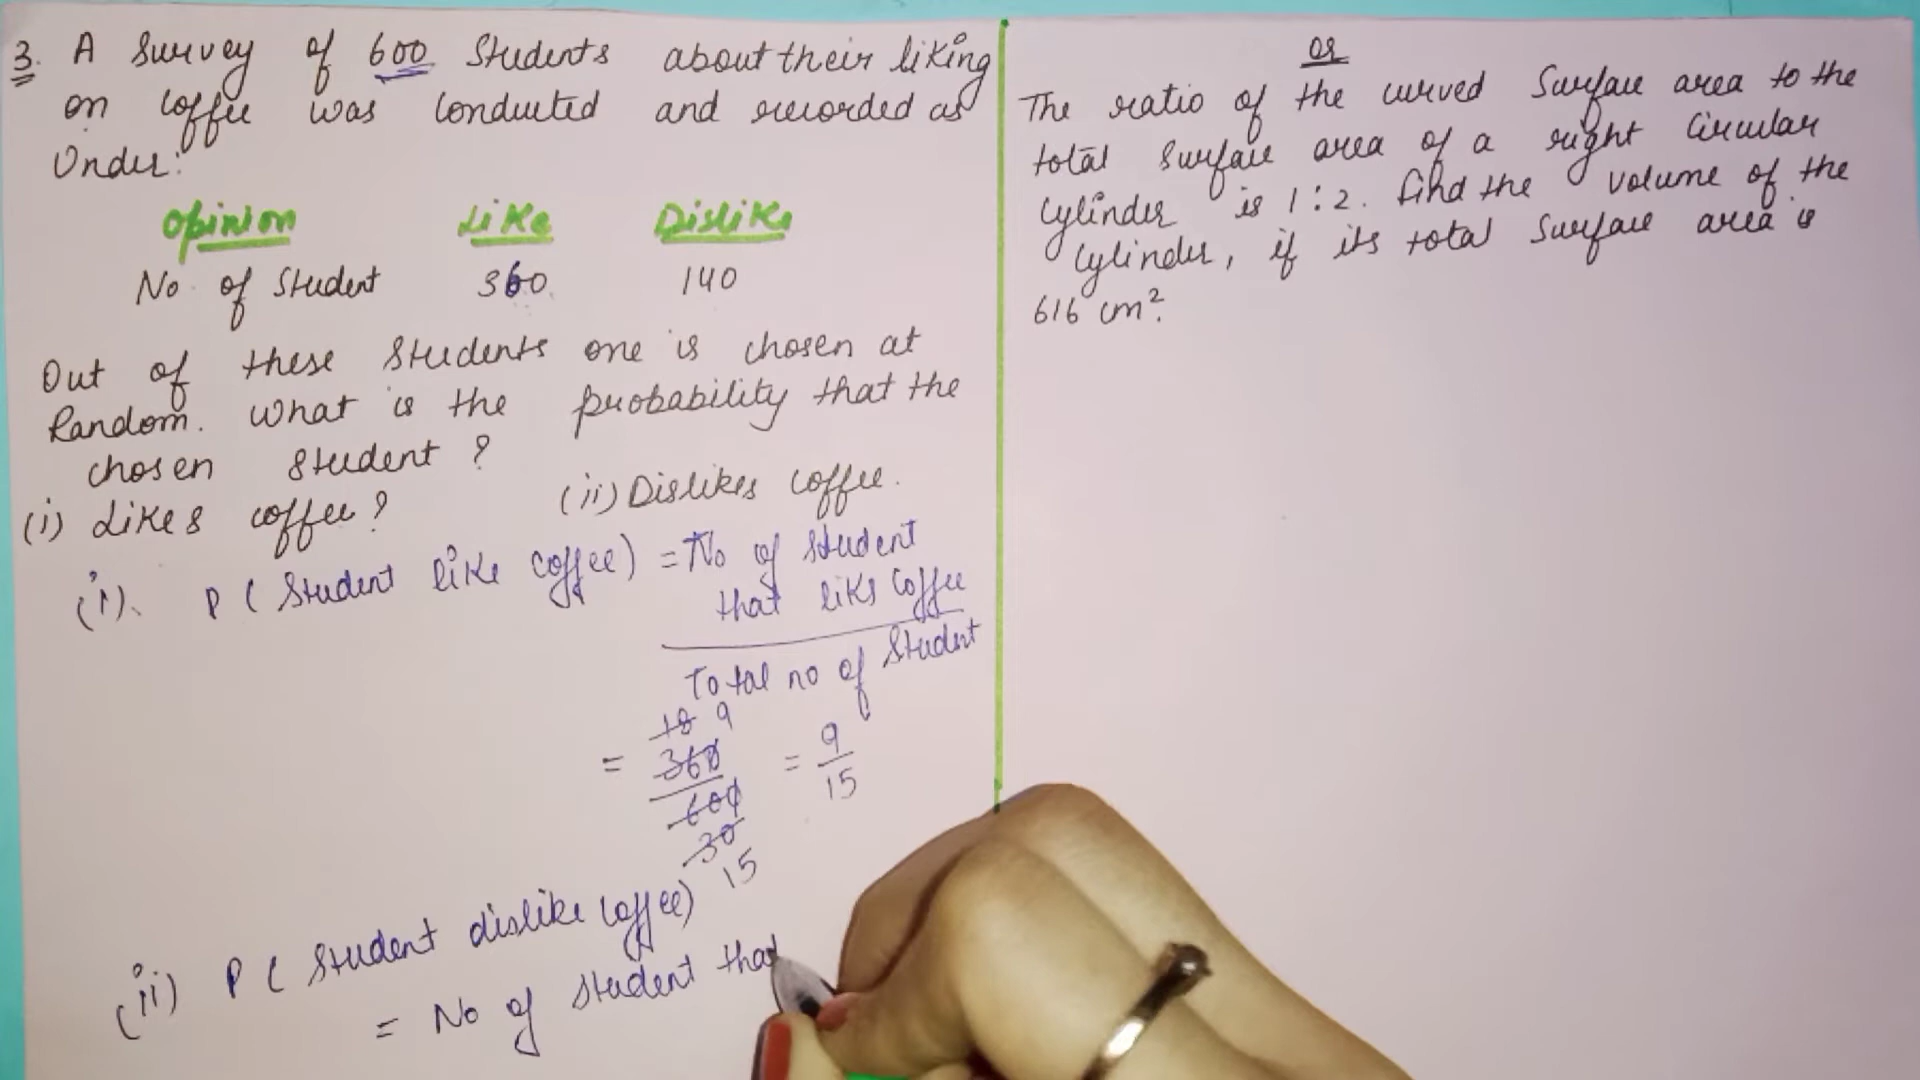 3. A Survey of 600 Students about their liking
on Coffee was Conducted and recorded as
Under:
Opinion Like Dislike
No. of Student 360 140
Out of these Students one is chosen at
Random. What is the probability that the
chosen Student ?
(i) Likes coffee? (ii) Dislikes coffee.
(i). P ( Student like coffee) = No of Student
that liks Coffee
Total no of Student
18 9
= 360 = 9
600 15
30
15
(ii) P ( Student dislike Coffee)
= No of Student that
or
The ratio of the curved Surface area to the
total Surface area of a right Circular
Cylinder is 1:2. find the volume of the
Cylinder, if its total Surface area is
616 cm².